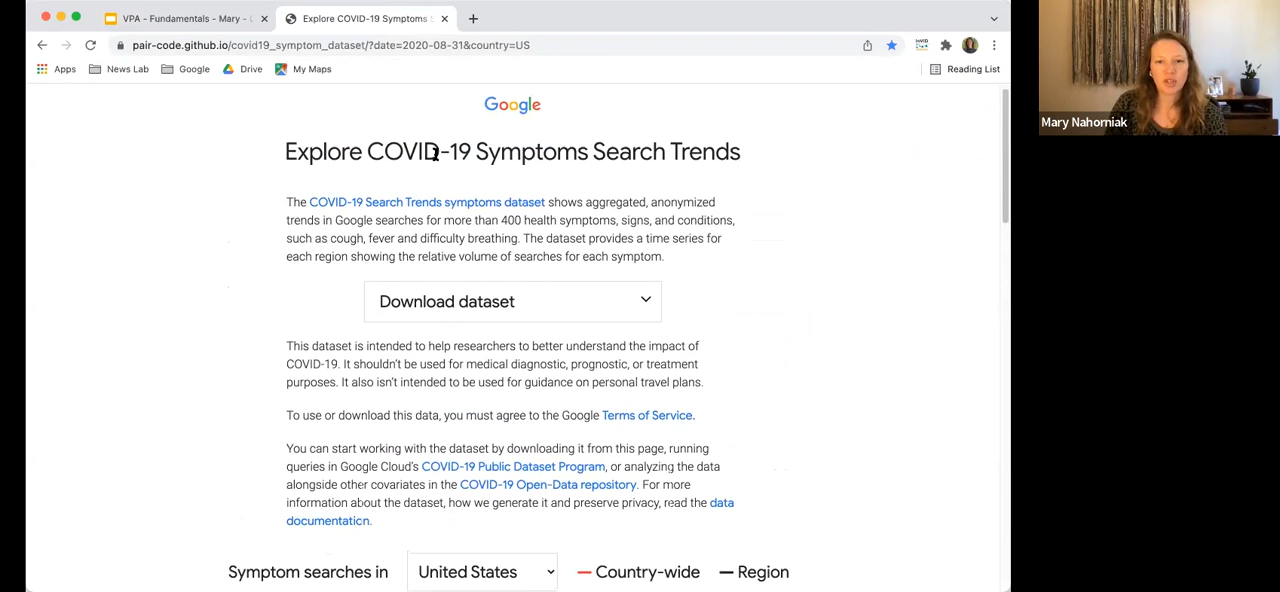 VPA - Fundamentals - Mary -
Explore COVID-19 Symptoms
pair-code.github.io/covid19_symptom_dataset/?date=2020-08-31&country=US
Apps News Lab Google Drive My Maps Reading List
Mary Nahorniak
Google
Explore COVID-19 Symptoms Search Trends
The COVID-19 Search Trends symptoms dataset shows aggregated, anonymized
trends in Google searches for more than 400 health symptoms, signs, and conditions,
such as cough, fever and difficulty breathing. The dataset provides a time series for
each region showing the relative volume of searches for each symptom.
Download dataset
This dataset is intended to help researchers to better understand the impact of
COVID-19. It shouldn't be used for medical diagnostic, prognostic, or treatment
purposes. It also isn't intended to be used for guidance on personal travel plans.
To use or download this data, you must agree to the Google Terms of Service.
You can start working with the dataset by downloading it from this page, running
queries in Google Cloud's COVID-19 Public Dataset Program, or analyzing the data
alongside other covariates in the COVID-19 Open-Data repository. For more
information about the dataset, how we generate it and preserve privacy, read the data
documentation.
Symptom searches in United States Country-wide Region